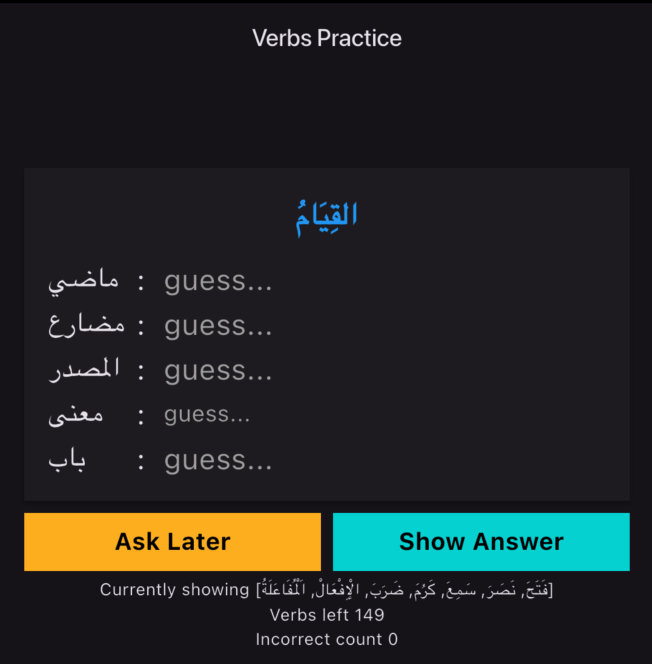 Verbs Practice
القِيَامُ
ماضي : guess...
مضارع : guess...
المصدر : guess...
معنى : guess...
باب : guess...
Ask Later
Show Answer
Currently showing [فَتَحَ, نَصَرَ, سَمِعَ, كَرُمَ, ضَرَبَ, الْإِفْعَالْ, اَلْمُفَاعَلَةُ]
Verbs left 149
Incorrect count 0